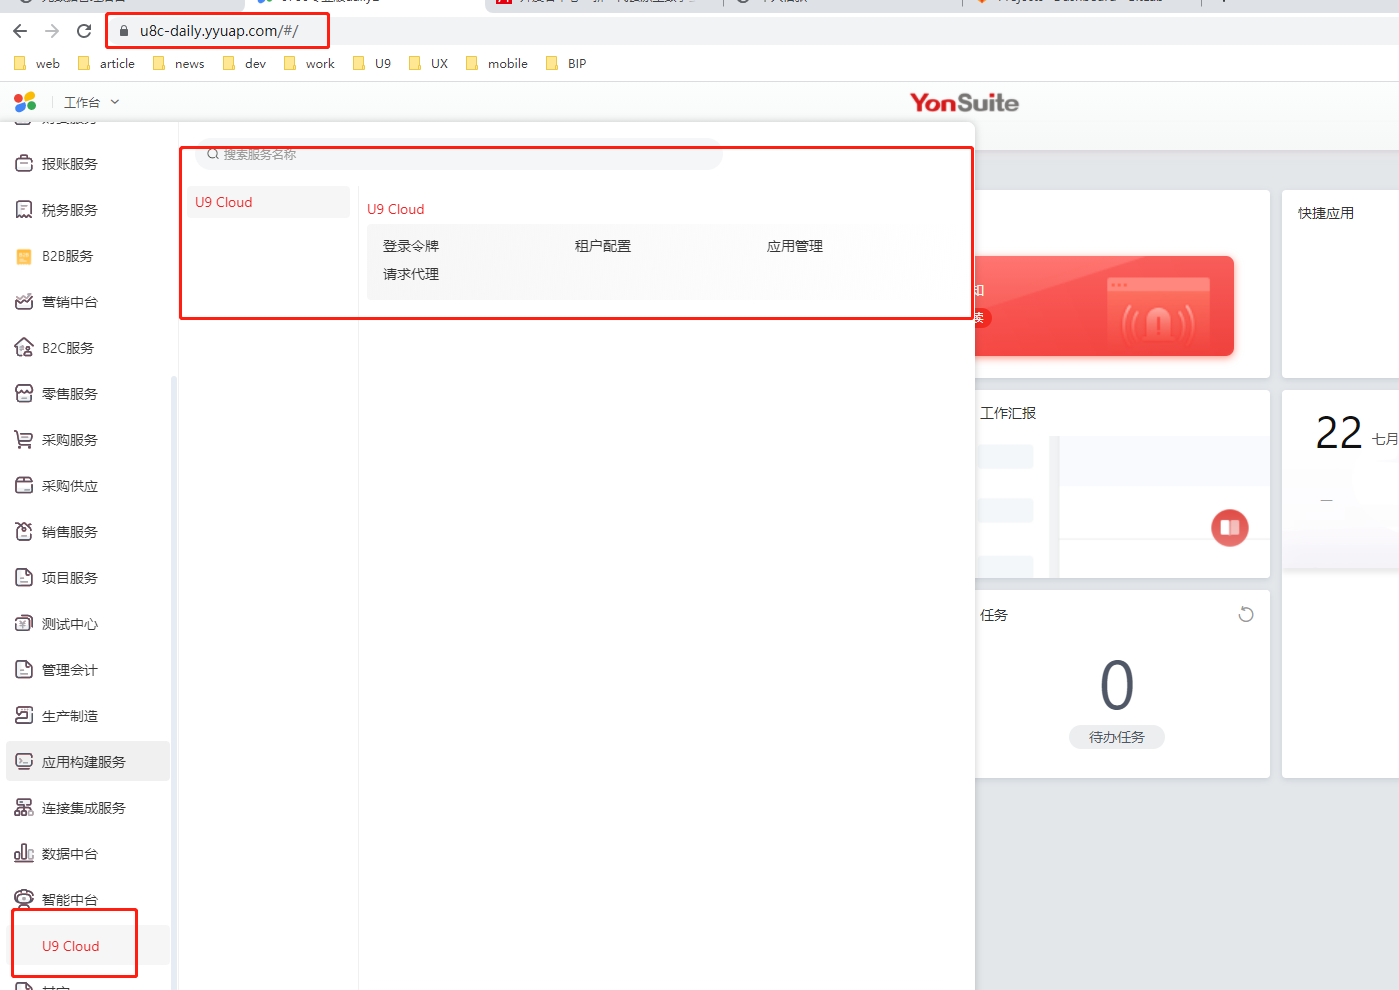 u8c-daily.yyuap.com/#/
web
article
news
dev
work
U9
UX
mobile
BIP
工作台
YonSuite
搜索服务名称
报账服务
税务服务
B2B服务
营销中台
B2C服务
零售服务
采购服务
采购供应
销售服务
项目服务
测试中心
管理会计
生产制造
应用构建服务
连接集成服务
数据中台
智能中台
U9 Cloud
U9 Cloud
U9 Cloud
登录令牌
租户配置
应用管理
请求代理
知
快捷应用
工作汇报
22 七月
任务
0
待办任务